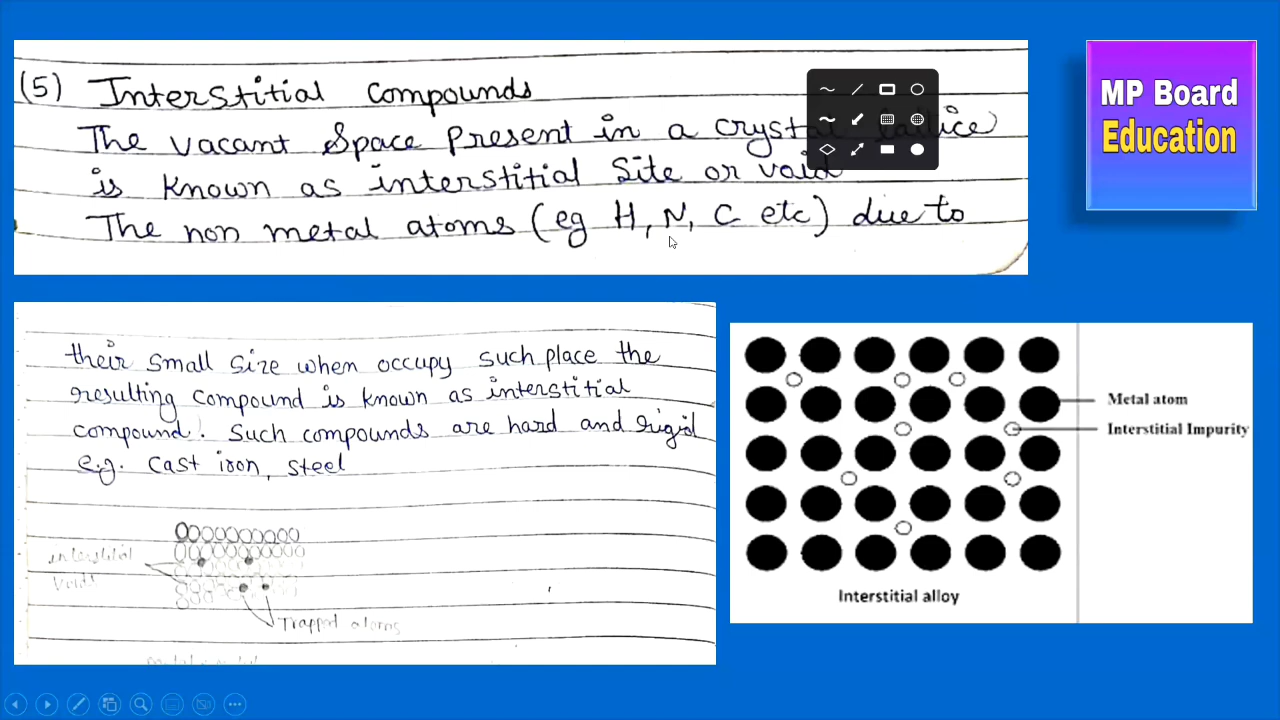 (5) Interstitial compounds
The vacant space present in a crystal lattice
is known as interstitial site or void
The non metal atoms (eg H, N, C etc) due to
their small size when occupy such place the
resulting compound is known as interstitial
compound. Such compounds are hard and rigid
e.g. cast iron, steel
interstitial
voids
Trapped atoms
MP Board
Education
Metal atom
Interstitial Impurity
Interstitial alloy